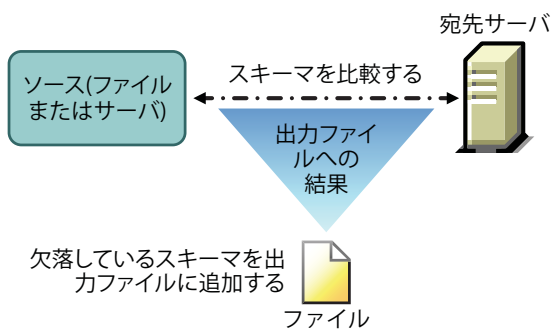 宛先サーバ
ソース(ファイル
またはサーバ)
スキーマを比較する
出力ファイ
ルへの
結果
欠落しているスキーマを出
力ファイルに追加する
ファイル